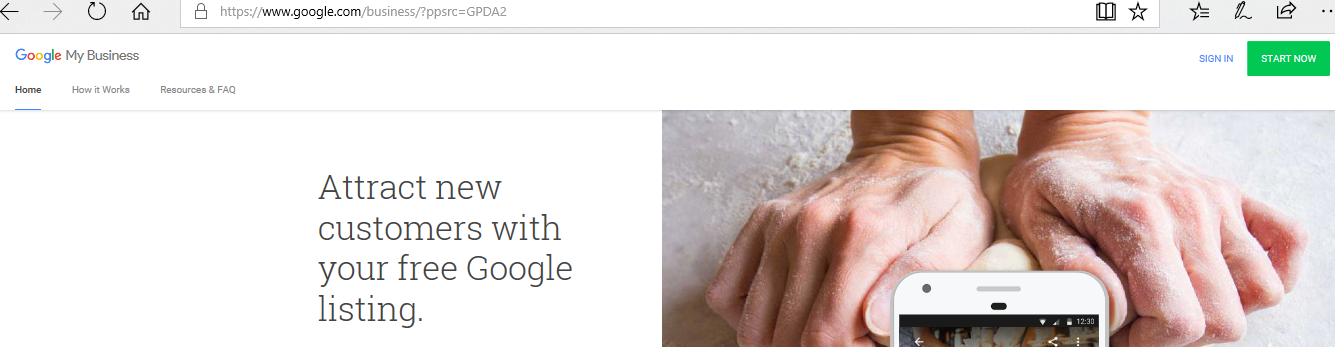 https://www.google.com/business/?ppsrc=GPDA2
Google My Business
SIGN IN
START NOW
Home
How it Works
Resources & FAQ
Attract new
customers with
your free Google
listing.
12:30